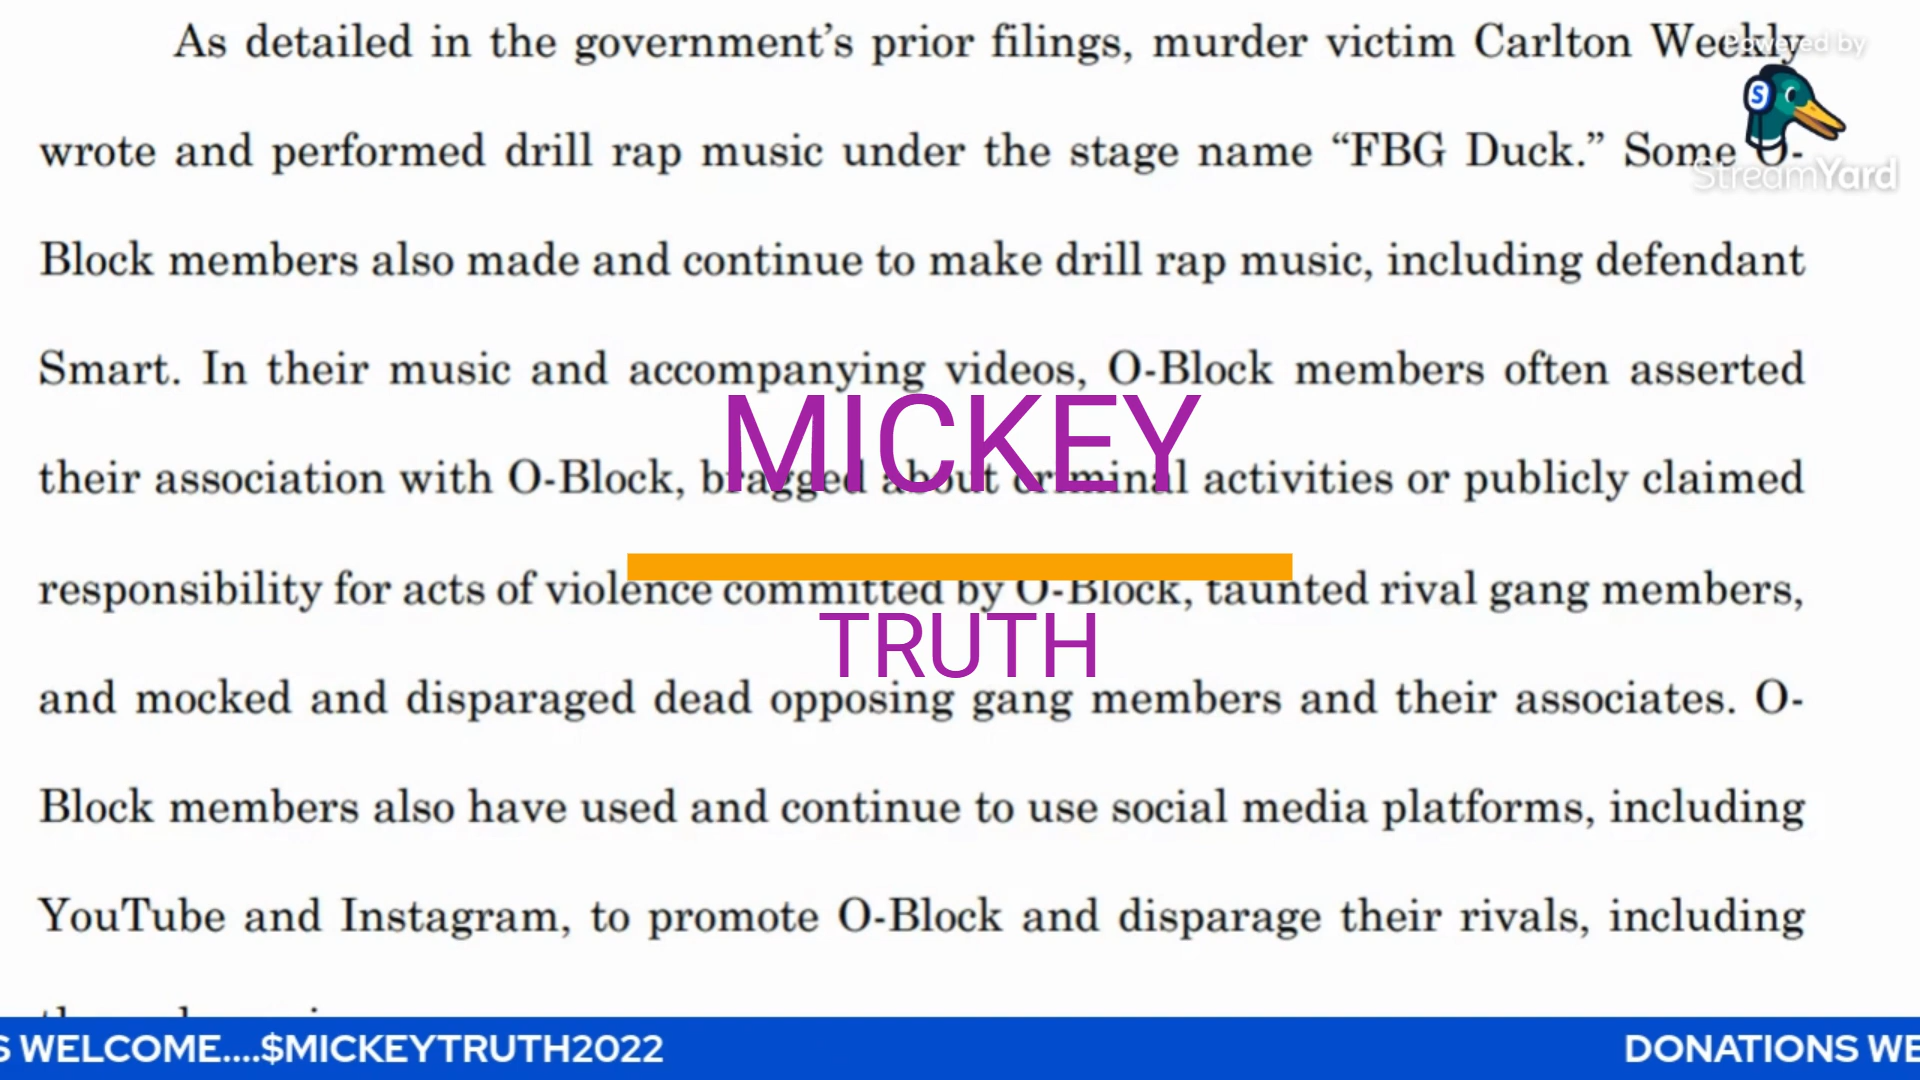 As detailed in the government's prior filings, murder victim Carlton Weekly
Powered by
wrote and performed drill rap music under the stage name “FBG Duck.” Some O-
S
StreamYard
Block members also made and continue to make drill rap music, including defendant
Smart. In their music and accompanying videos, O-Block members often asserted
MICKEY
their association with O-Block, bragged about criminal activities or publicly claimed
responsibility for acts of violence committed by O-Block, taunted rival gang members,
TRUTH
and mocked and disparaged dead opposing gang members and their associates. O-
Block members also have used and continue to use social media platforms, including
YouTube and Instagram, to promote O-Block and disparage their rivals, including
S WELCOME....$MICKEYTRUTH2022
DONATIONS WE